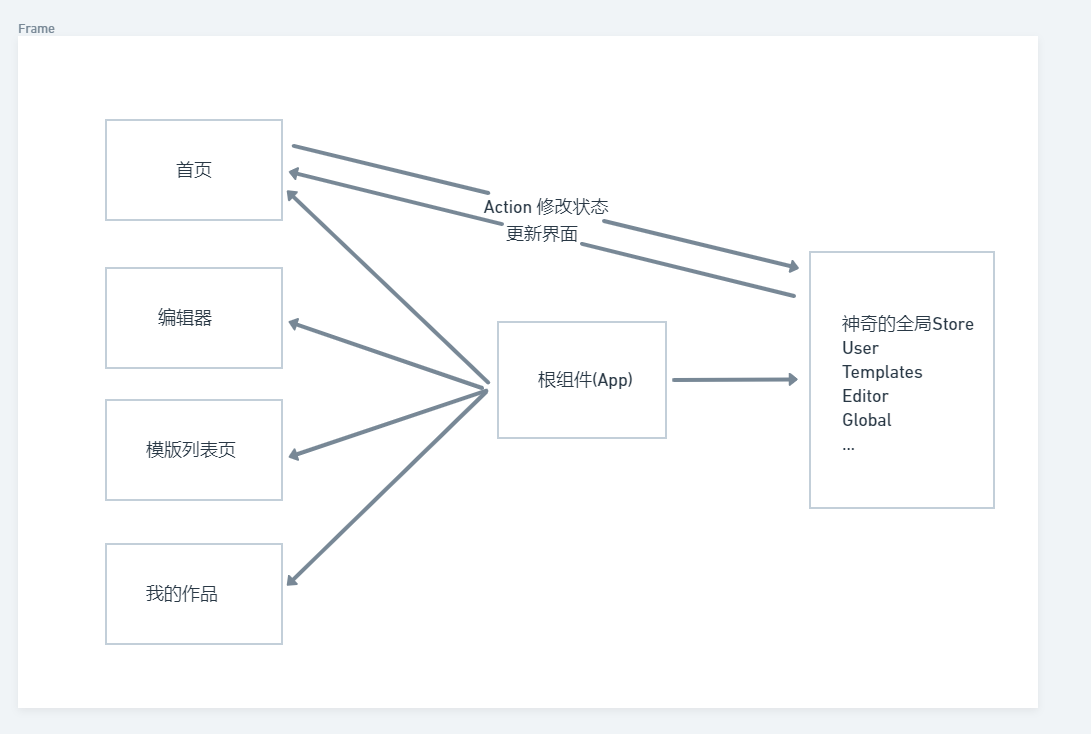 Frame
首页
Action 修改状态
更新界面
编辑器
神奇的全局Store
User
Templates
Editor
Global
...
根组件(App)
模版列表页
我的作品